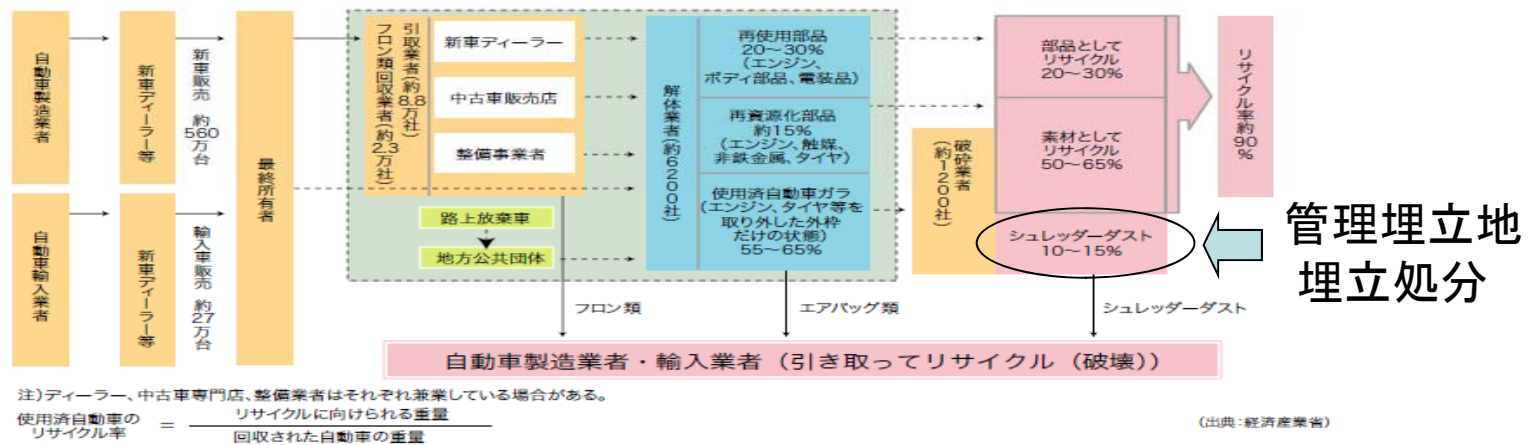 自動車製造業者
新車ディーラー等
新車販売 約560万台
自動車輸入業者
新車ディーラー等
輸入車販売 約27万台
最終所有者
引取業者(約8.8万社)
フロン類回収業者(約2.3万社)
新車ディーラー
中古車販売店
整備事業者
路上放棄車
地方公共団体
解体業者(約6200社)
再使用部品
20～30%
(エンジン、
ボディ部品、電装品)
再資源化部品
約15%
(エンジン、触媒、
非鉄金属、タイヤ)
使用済自動車ガラ
(エンジン、タイヤ等を
取り外した外枠
だけの状態)
55～65%
破砕業者
(約1200社)
部品として
リサイクル
20～30%
素材として
リサイクル
50～65%
シュレッダーダスト
10～15%
リサイクル率約90%
管理埋立地
埋立処分
フロン類
エアバッグ類
シュレッダーダスト
自動車製造業者・輸入業者（引き取ってリサイクル（破壊））
注)ディーラー、中古車専門店、整備業者はそれぞれ兼業している場合がある。
使用済自動車の
リサイクル率
=
リサイクルに向けられる重量
回収された自動車の重量
(出典:経済産業省)